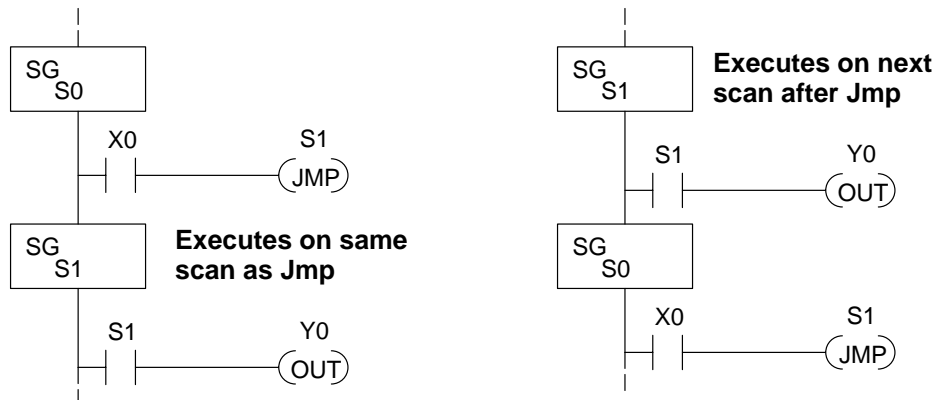 SG
S0
X0
S1
JMP
SG
S1
Executes on same
scan as Jmp
S1
Y0
OUT
SG
S1
Executes on next
scan after Jmp
S1
Y0
OUT
SG
S0
X0
S1
JMP